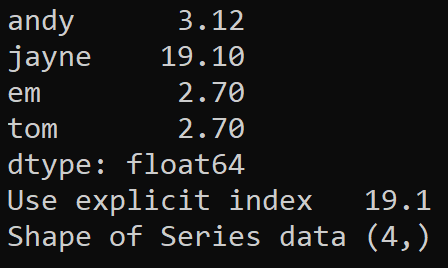 andy      3.12
jayne    19.10
em        2.70
tom       2.70
dtype: float64
Use explicit index   19.1
Shape of Series data (4,)